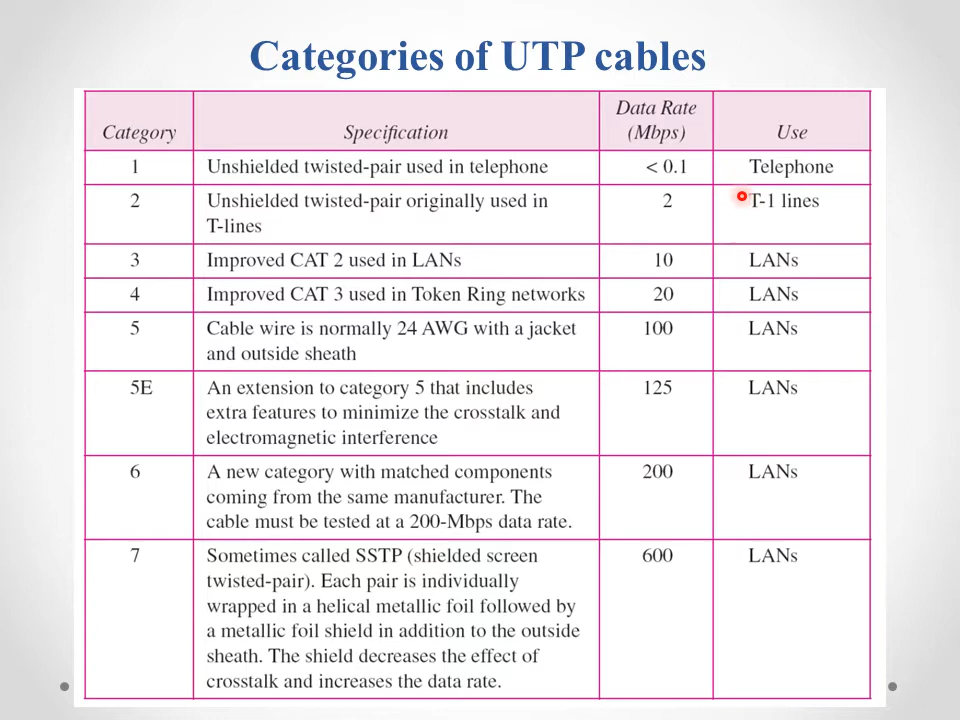 Categories of UTP cables
Data Rate
Category Specification (Mbps) Use
1 Unshielded twisted-pair used in telephone < 0.1 Telephone
2 Unshielded twisted-pair originally used in 2 T-1 lines
T-lines
3 Improved CAT 2 used in LANs 10 LANs
4 Improved CAT 3 used in Token Ring networks 20 LANs
5 Cable wire is normally 24 AWG with a jacket 100 LANs
and outside sheath
5E An extension to category 5 that includes 125 LANs
extra features to minimize the crosstalk and
electromagnetic interference
6 A new category with matched components 200 LANs
coming from the same manufacturer. The
cable must be tested at a 200-Mbps data rate.
7 Sometimes called SSTP (shielded screen 600 LANs
twisted-pair). Each pair is individually
wrapped in a helical metallic foil followed by
a metallic foil shield in addition to the outside
sheath. The shield decreases the effect of
crosstalk and increases the data rate.